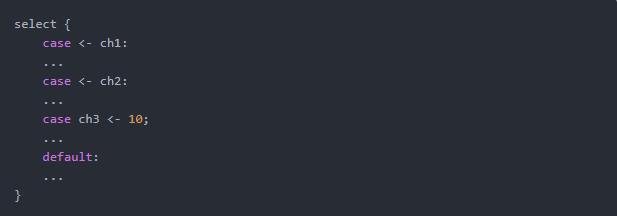 select {
    case <- ch1:
    ...
    case <- ch2:
    ...
    case ch3 <- 10;
    ...
    default:
    ...
}